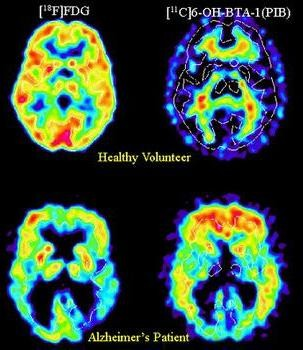 [¹⁸F]FDG
[¹¹C]6-OH-BTA-1(PIB)
Healthy Volunteer
Alzheimer's Patient